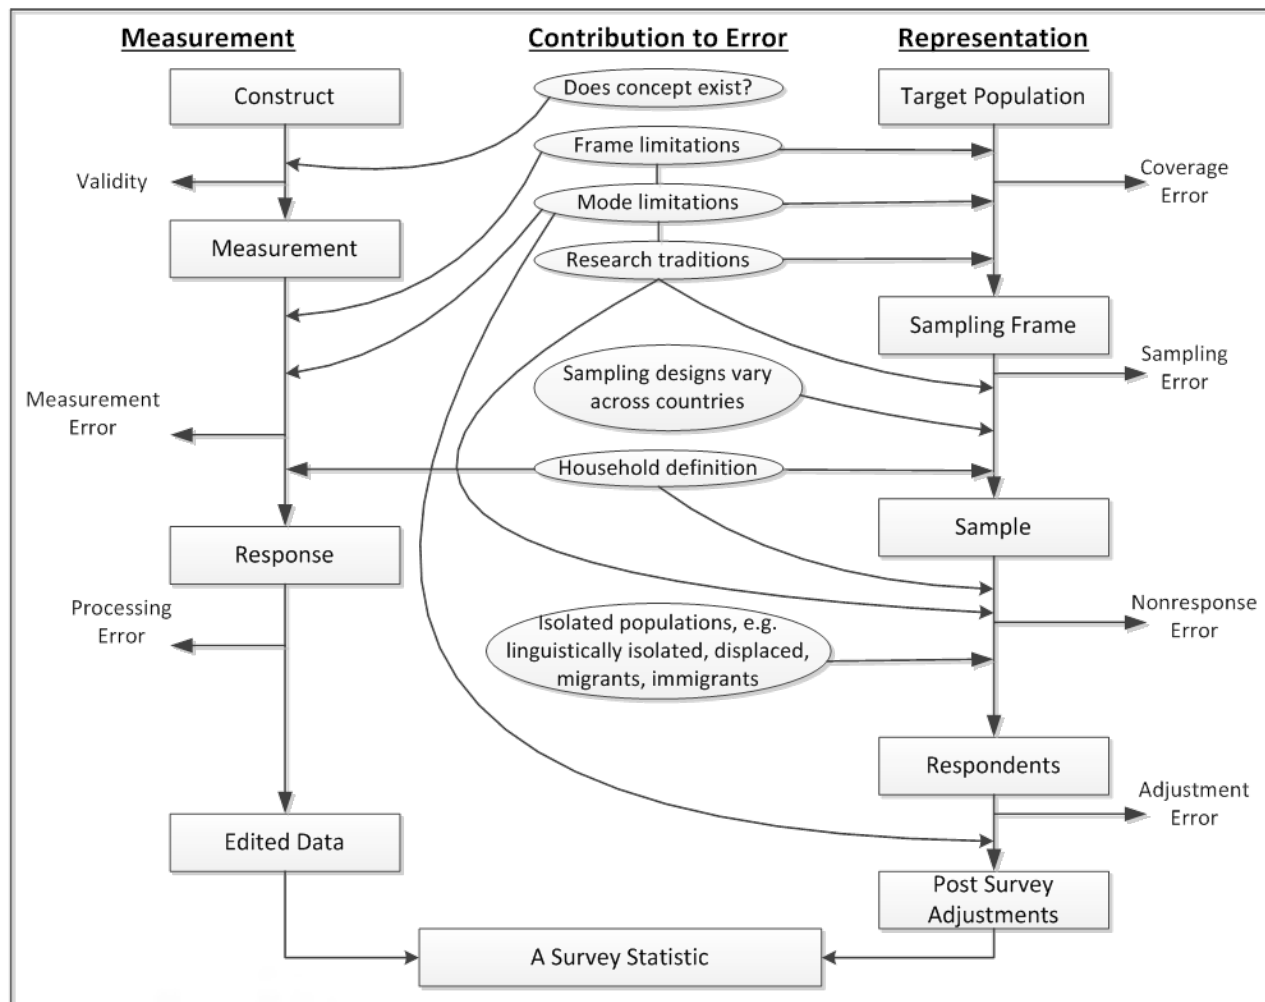 Measurement
Contribution to Error
Representation
Construct
Does concept exist?
Target Population
Frame limitations
Validity
Coverage
Error
Mode limitations
Measurement
Research traditions
Sampling Frame
Sampling
Error
Sampling designs vary
across countries
Measurement
Error
Household definition
Sample
Response
Processing
Error
Isolated populations, e.g.
linguistically isolated, displaced,
migrants, immigrants
Nonresponse
Error
Respondents
Adjustment
Error
Edited Data
Post Survey
Adjustments
A Survey Statistic